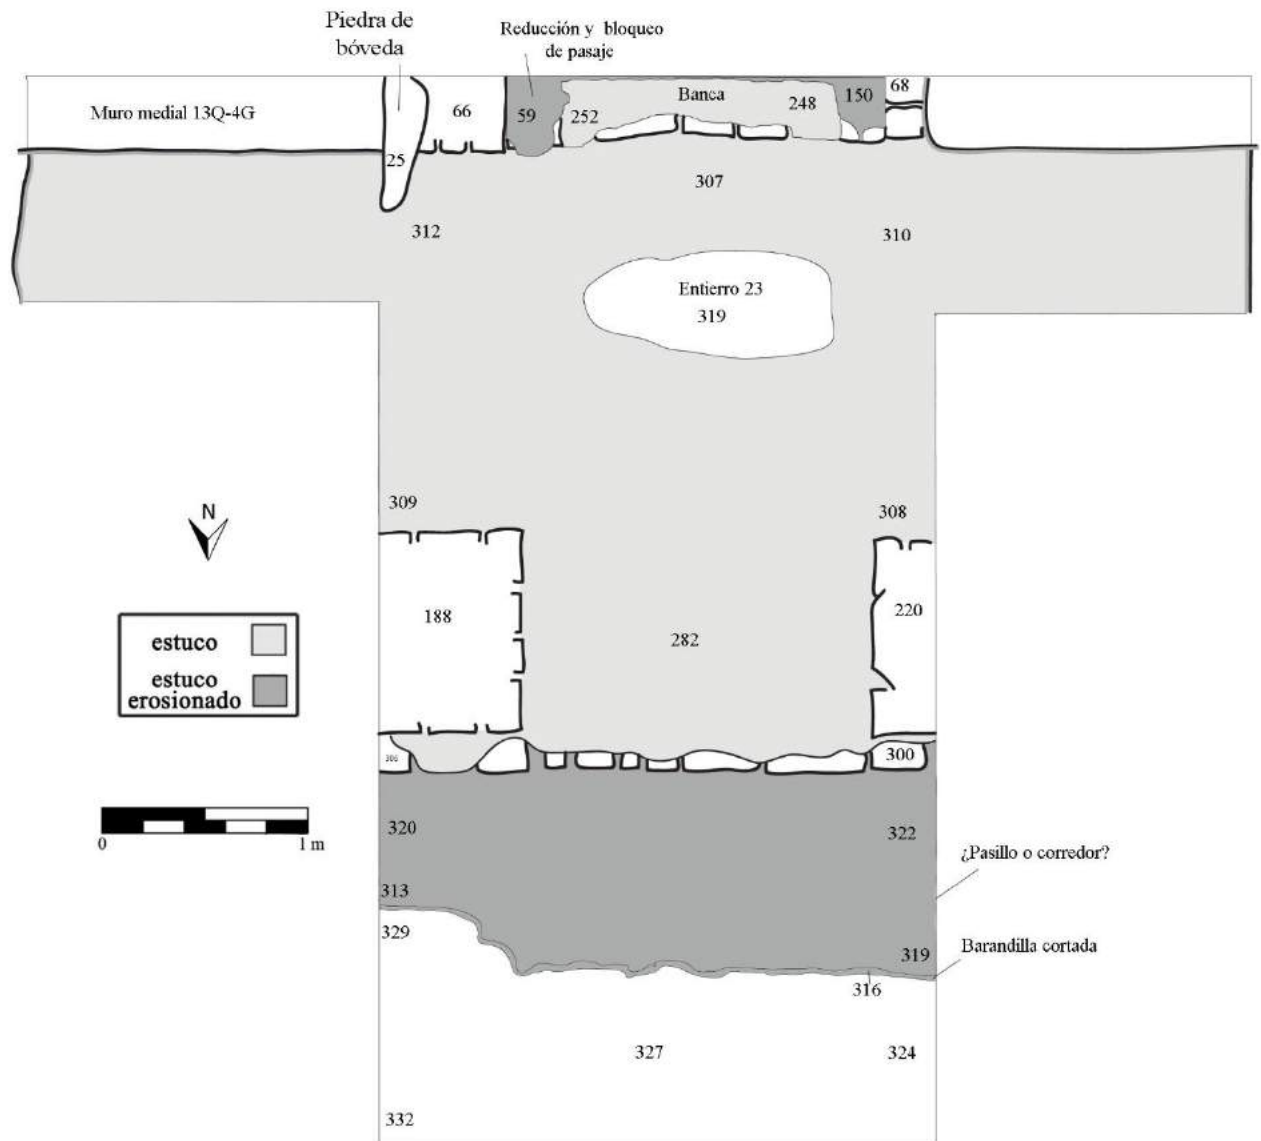 Piedra de
bóveda
Reducción y bloqueo
de pasaje
Muro medial 13Q-4G
66
59
252
Banca
248
150
68
25
307
312
310
Entierro 23
319
309
308
N
188
220
282
estuco
estuco
erosionado
300
320
322
0
1 m
¿Pasillo o corredor?
313
329
319
Barandilla cortada
316
327
324
332